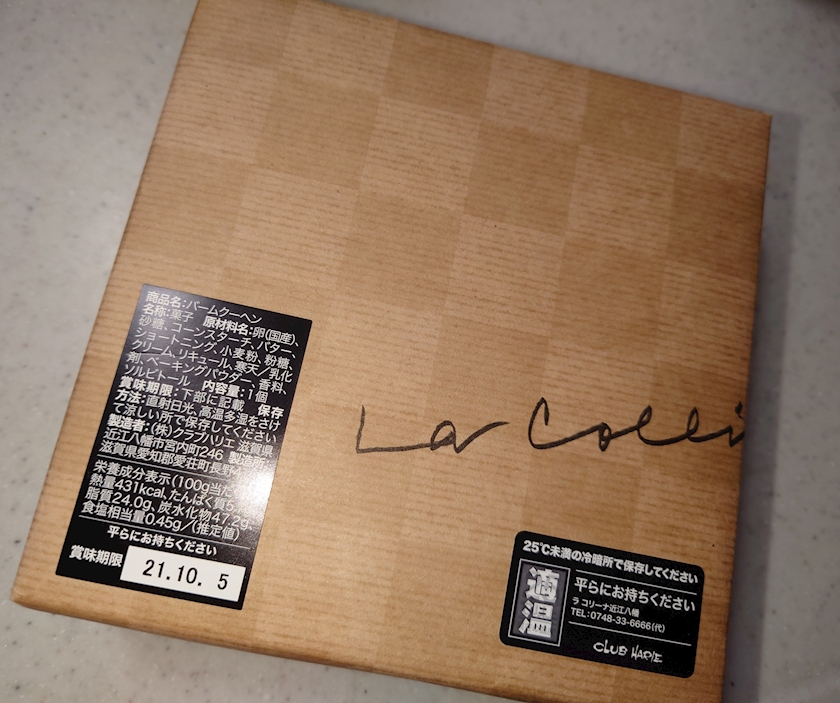 商品名：バームクーヘン
名称：菓子 原材料名：卵（国産）、
砂糖、コーンスターチ、バター、
ショートニング、小麦粉、粉糖、
クリーム、リキュール、寒天／乳化
剤、ベーキングパウダー、香料、
ソルビトール 内容量：1個
賞味期限：下部に記載 保存
方法：直射日光、高温多湿をさけ
て涼しい所で保存してください
製造者：（株）クラブハリエ 滋賀県
近江八幡市宮内町246 製造所
滋賀県愛知郡愛荘町長野
栄養成分表示（100g当た
熱量431kcal、たんぱく質5.
脂質24.0g、炭水化物47.2g、
食塩相当量0.45g／（推定値）
平らにお持ちください
賞味期限 21.10. 5
La Colli
25℃未満の冷暗所で保存してください
適温
平らにお持ちください
ラ コリーナ近江八幡
TEL：0748-33-6666（代）
CLUB HARIE